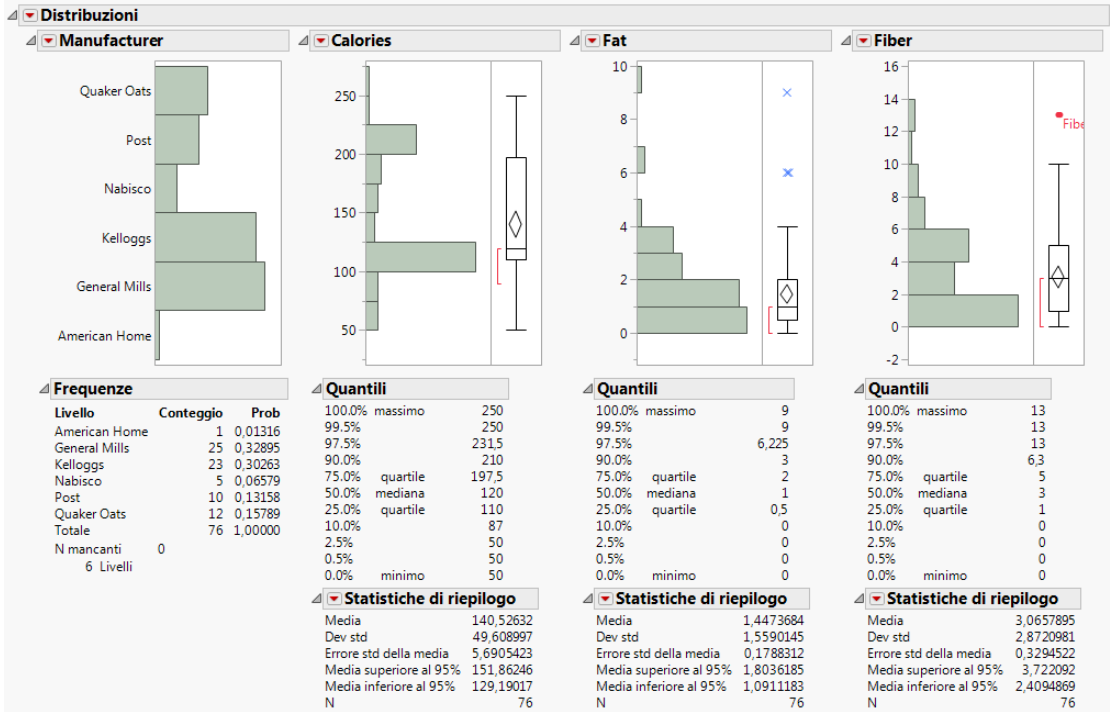 Distribuzioni
Manufacturer
Quaker Oats
Post
Nabisco
Kelloggs
General Mills
American Home
Frequenze
Livello Conteggio Prob
American Home 1 0,01316
General Mills 25 0,32895
Kelloggs 23 0,30263
Nabisco 5 0,06579
Post 10 0,13158
Quaker Oats 12 0,15789
Totale 76 1,00000
N mancanti 0
6 Livelli
Calories
250
200
150
100
50
Quantili
100.0% massimo 250
99.5% 250
97.5% 231,5
90.0% 210
75.0% quartile 197,5
50.0% mediana 120
25.0% quartile 110
10.0% 87
2.5% 50
0.5% 50
0.0% minimo 50
Statistiche di riepilogo
Media 140,52632
Dev std 49,608997
Errore std della media 5,6905423
Media superiore al 95% 151,86246
Media inferiore al 95% 129,19017
N 76
Fat
10
8
6
4
2
0
Quantili
100.0% massimo 9
99.5% 9
97.5% 6,225
90.0% 3
75.0% quartile 2
50.0% mediana 1
25.0% quartile 0,5
10.0% 0
2.5% 0
0.5% 0
0.0% minimo 0
Statistiche di riepilogo
Media 1,4473684
Dev std 1,5590145
Errore std della media 0,1788312
Media superiore al 95% 1,8036185
Media inferiore al 95% 1,0911183
N 76
Fiber
16
14
12
10
8
6
4
2
0
-2
Fibe
Quantili
100.0% massimo 13
99.5% 13
97.5% 13
90.0% 6,3
75.0% quartile 5
50.0% mediana 3
25.0% quartile 1
10.0% 0
2.5% 0
0.5% 0
0.0% minimo 0
Statistiche di riepilogo
Media 3,0657895
Dev std 2,8720981
Errore std della media 0,3294522
Media superiore al 95% 3,722092
Media inferiore al 95% 2,4094869
N 76